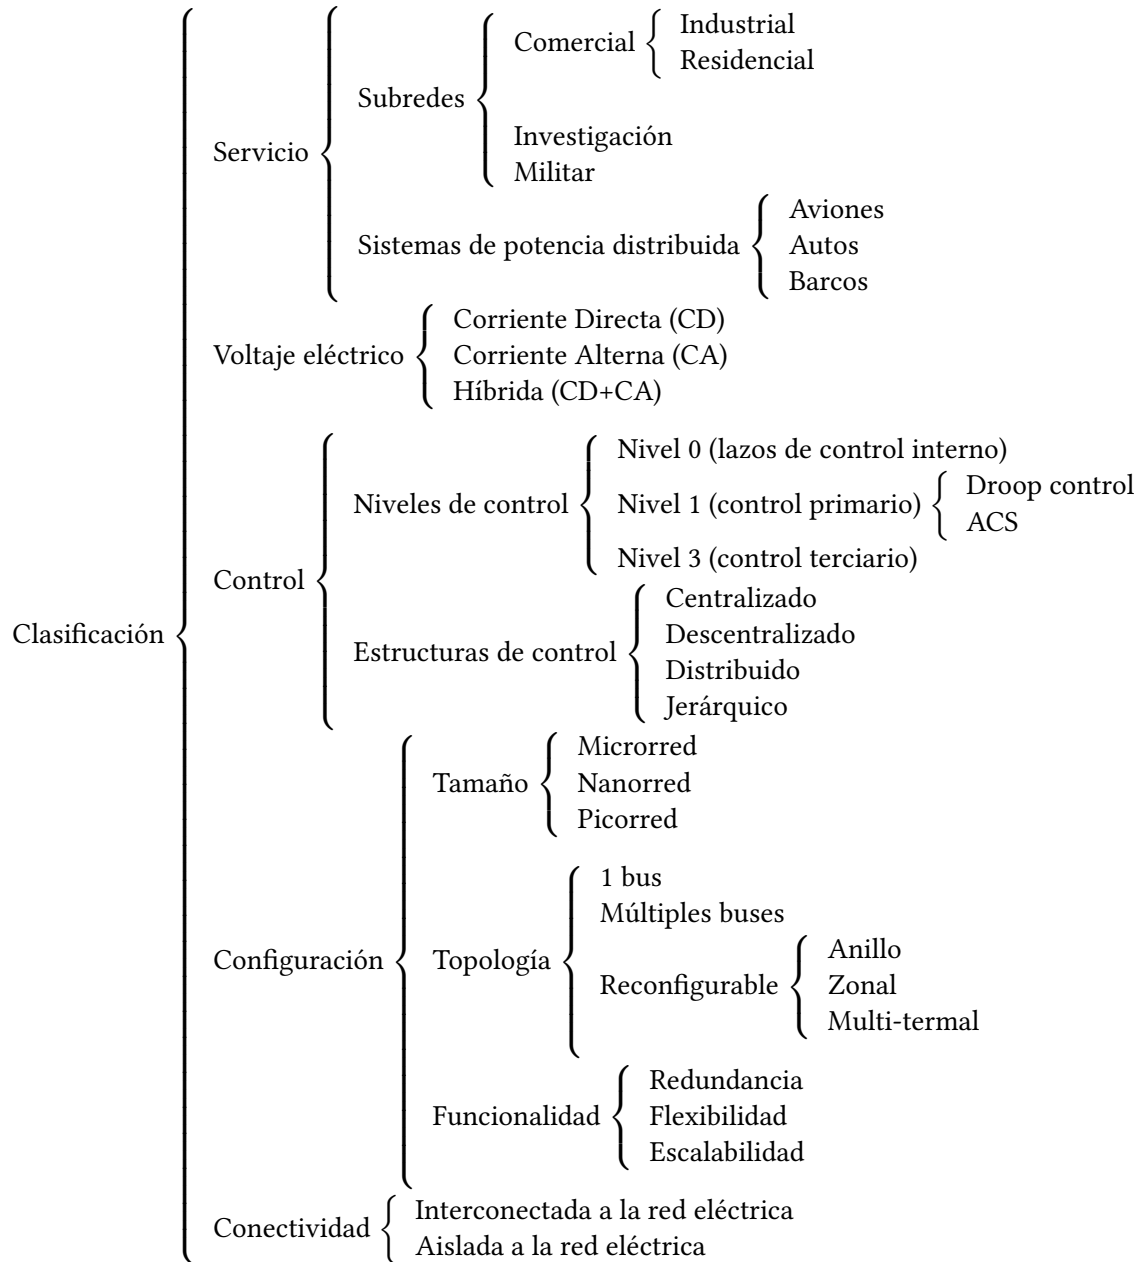 Clasificación
Servicio
Subredes
Comercial
Industrial
Residencial
Investigación
Militar
Sistemas de potencia distribuida
Aviones
Autos
Barcos
Voltaje eléctrico
Corriente Directa (CD)
Corriente Alterna (CA)
Híbrida (CD+CA)
Control
Niveles de control
Nivel 0 (lazos de control interno)
Nivel 1 (control primario)
Droop control
ACS
Nivel 3 (control terciario)
Estructuras de control
Centralizado
Descentralizado
Distribuido
Jerárquico
Configuración
Tamaño
Microrred
Nanorred
Picorred
Topología
1 bus
Múltiples buses
Reconfigurable
Anillo
Zonal
Multi-termal
Funcionalidad
Redundancia
Flexibilidad
Escalabilidad
Conectividad
Interconectada a la red eléctrica
Aislada a la red eléctrica